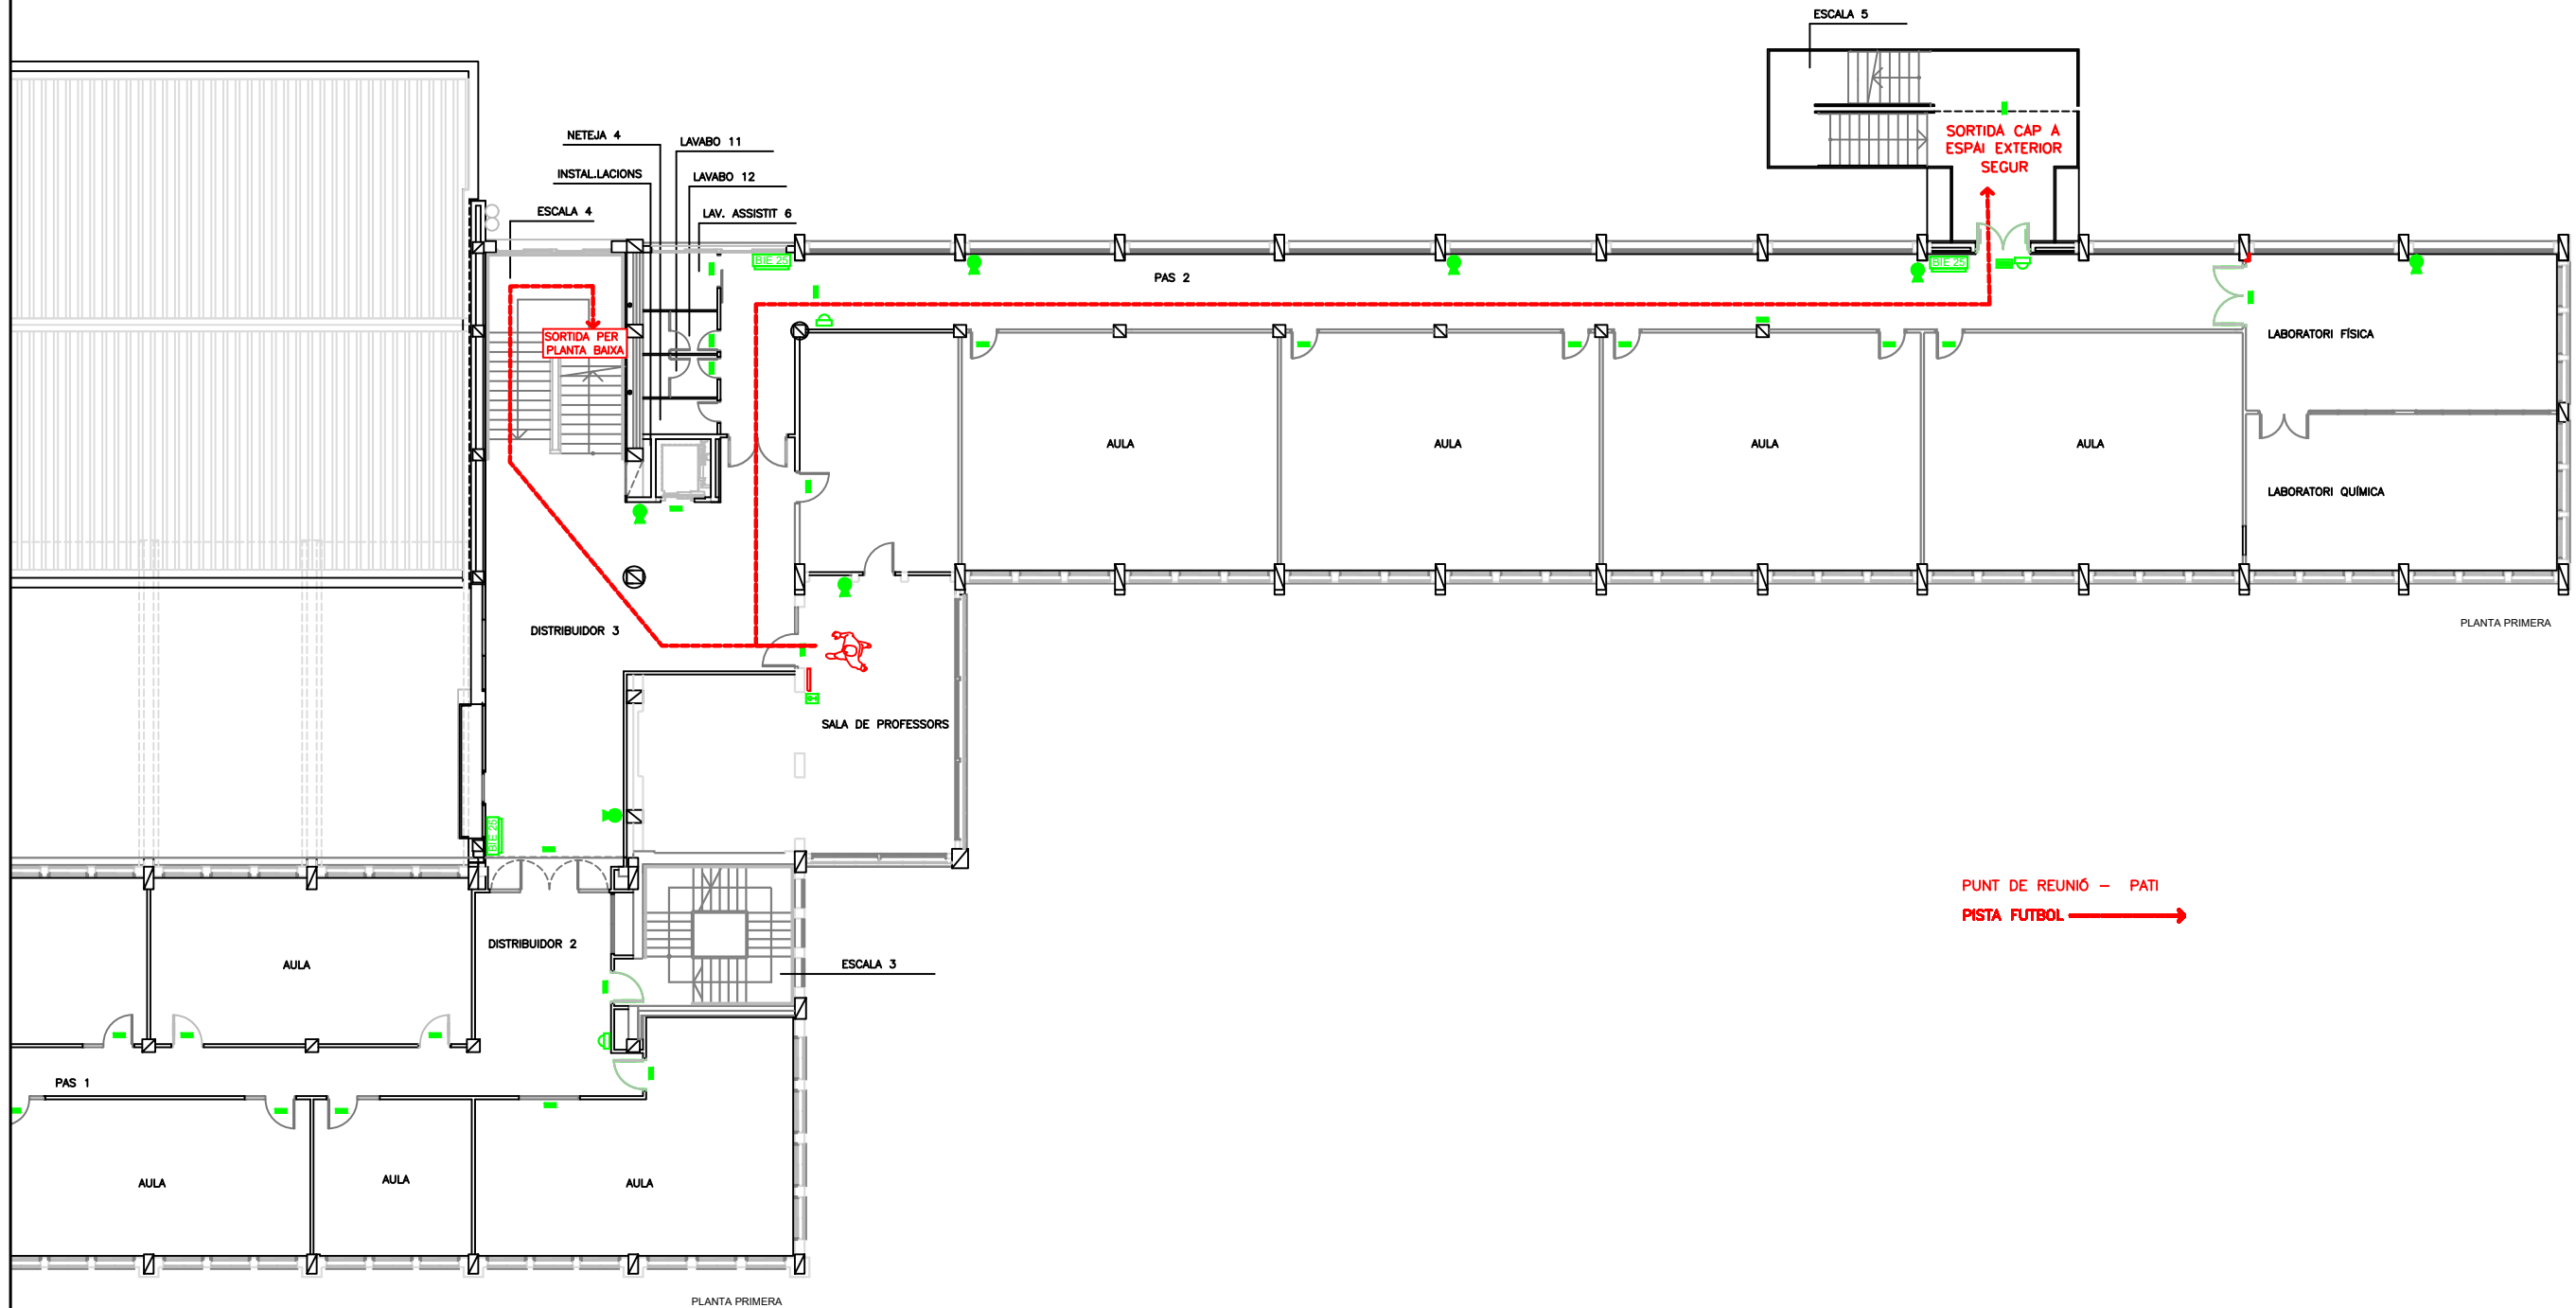 ESCALA 5
NETEJA 4
LAVABO 11
INSTAL.LACIONS
LAVABO 12
ESCALA 4
LAV. ASSISTIT 6
SORTIDA CAP A
ESPAI EXTERIOR
SEGUR
BIE 25
BIE 25
PAS 2
SORTIDA PER
PLANTA BAIXA
LABORATORI FÍSICA
AULA
AULA
AULA
AULA
LABORATORI QUÍMICA
PLANTA PRIMERA
DISTRIBUIDOR 3
SALA DE PROFESSORS
BIE 25
PUNT DE REUNIÓ - PATI
PISTA FUTBOL
DISTRIBUIDOR 2
AULA
ESCALA 3
PAS 1
AULA
AULA
AULA
PLANTA PRIMERA